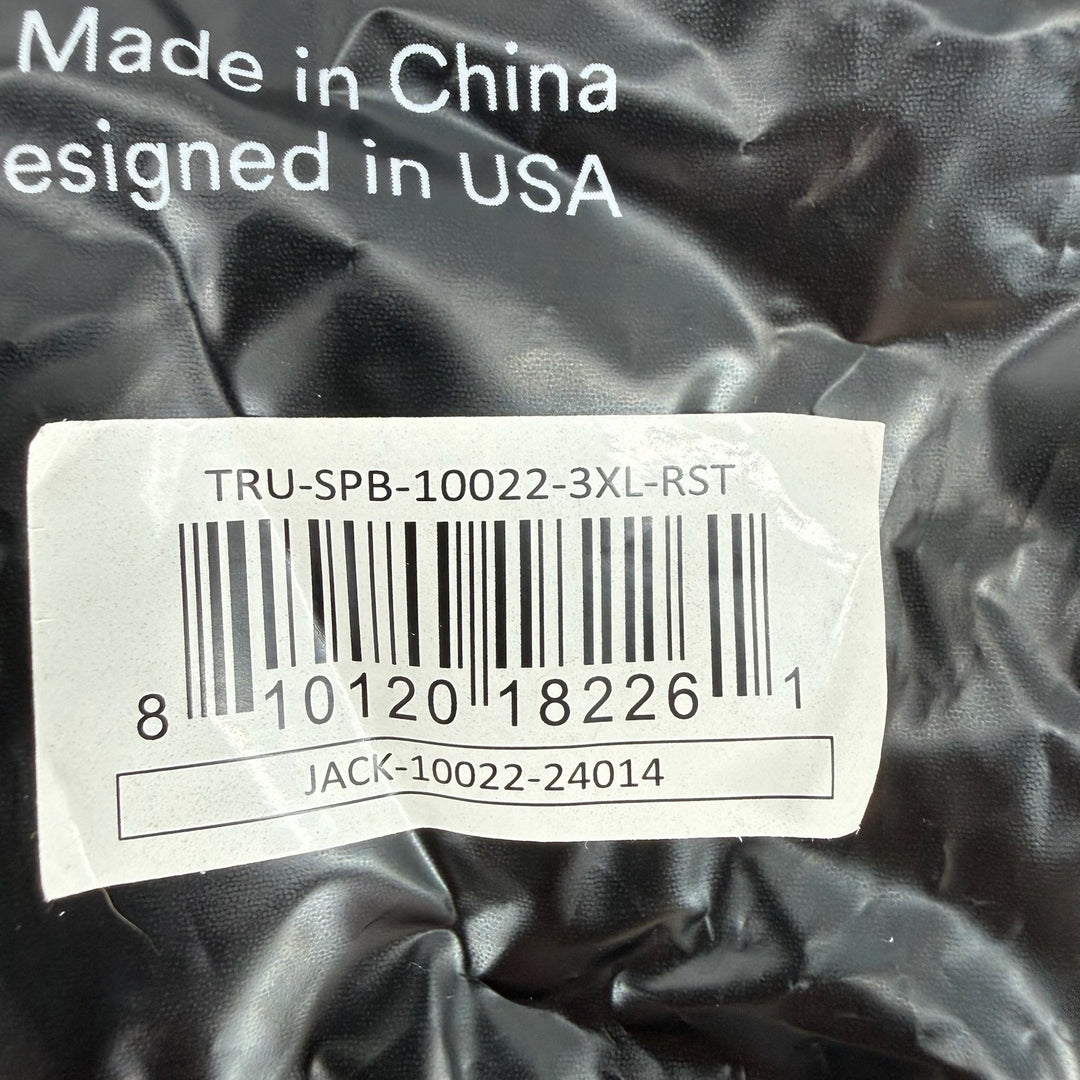 Made in China
esigned in USA
TRU-SPB-10022-3XL-RST
8 10120 18226 1
JACK-10022-24014